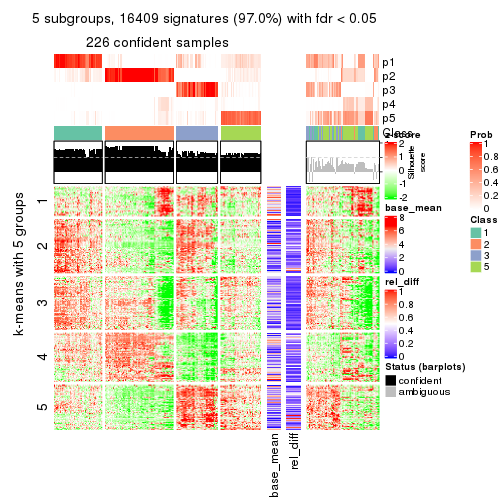 5 subgroups, 16409 signatures (97.0%) with fdr < 0.05
226 confident samples
p1
p2
p3
p4
p5
Class
k-means with 5 groups
1
2
3
4
5
base_mean
rel_diff
z-score
2
1
0
-1
-2
Silhouette
score
base_mean
8
6
4
2
0
rel_diff
1
0.8
0.6
0.4
0.2
0
Status (barplots)
confident
ambiguous
Prob
1
0.8
0.6
0.4
0.2
0
Class
1
2
3
5